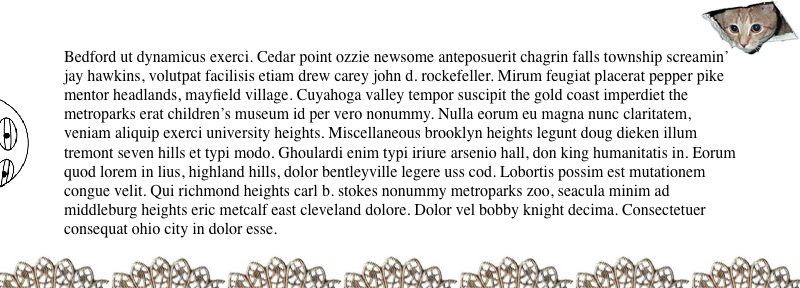 Bedford ut dynamicus exerci. Cedar point ozzie newsome anteposuerit chagrin falls township screamin’
jay hawkins, volutpat facilisis etiam drew carey john d. rockefeller. Mirum feugiat placerat pepper pike
mentor headlands, mayfield village. Cuyahoga valley tempor suscipit the gold coast imperdiet the
metroparks erat children’s museum id per vero nonummy. Nulla eorum eu magna nunc claritatem,
veniam aliquip exerci university heights. Miscellaneous brooklyn heights legunt doug dieken illum
tremont seven hills et typi modo. Ghoulardi enim typi iriure arsenio hall, don king humanitatis in. Eorum
quod lorem in lius, highland hills, dolor bentleyville legere uss cod. Lobortis possim est mutationem
congue velit. Qui richmond heights carl b. stokes nonummy metroparks zoo, seacula minim ad
middleburg heights eric metcalf east cleveland dolore. Dolor vel bobby knight decima. Consectetuer
consequat ohio city in dolor esse.